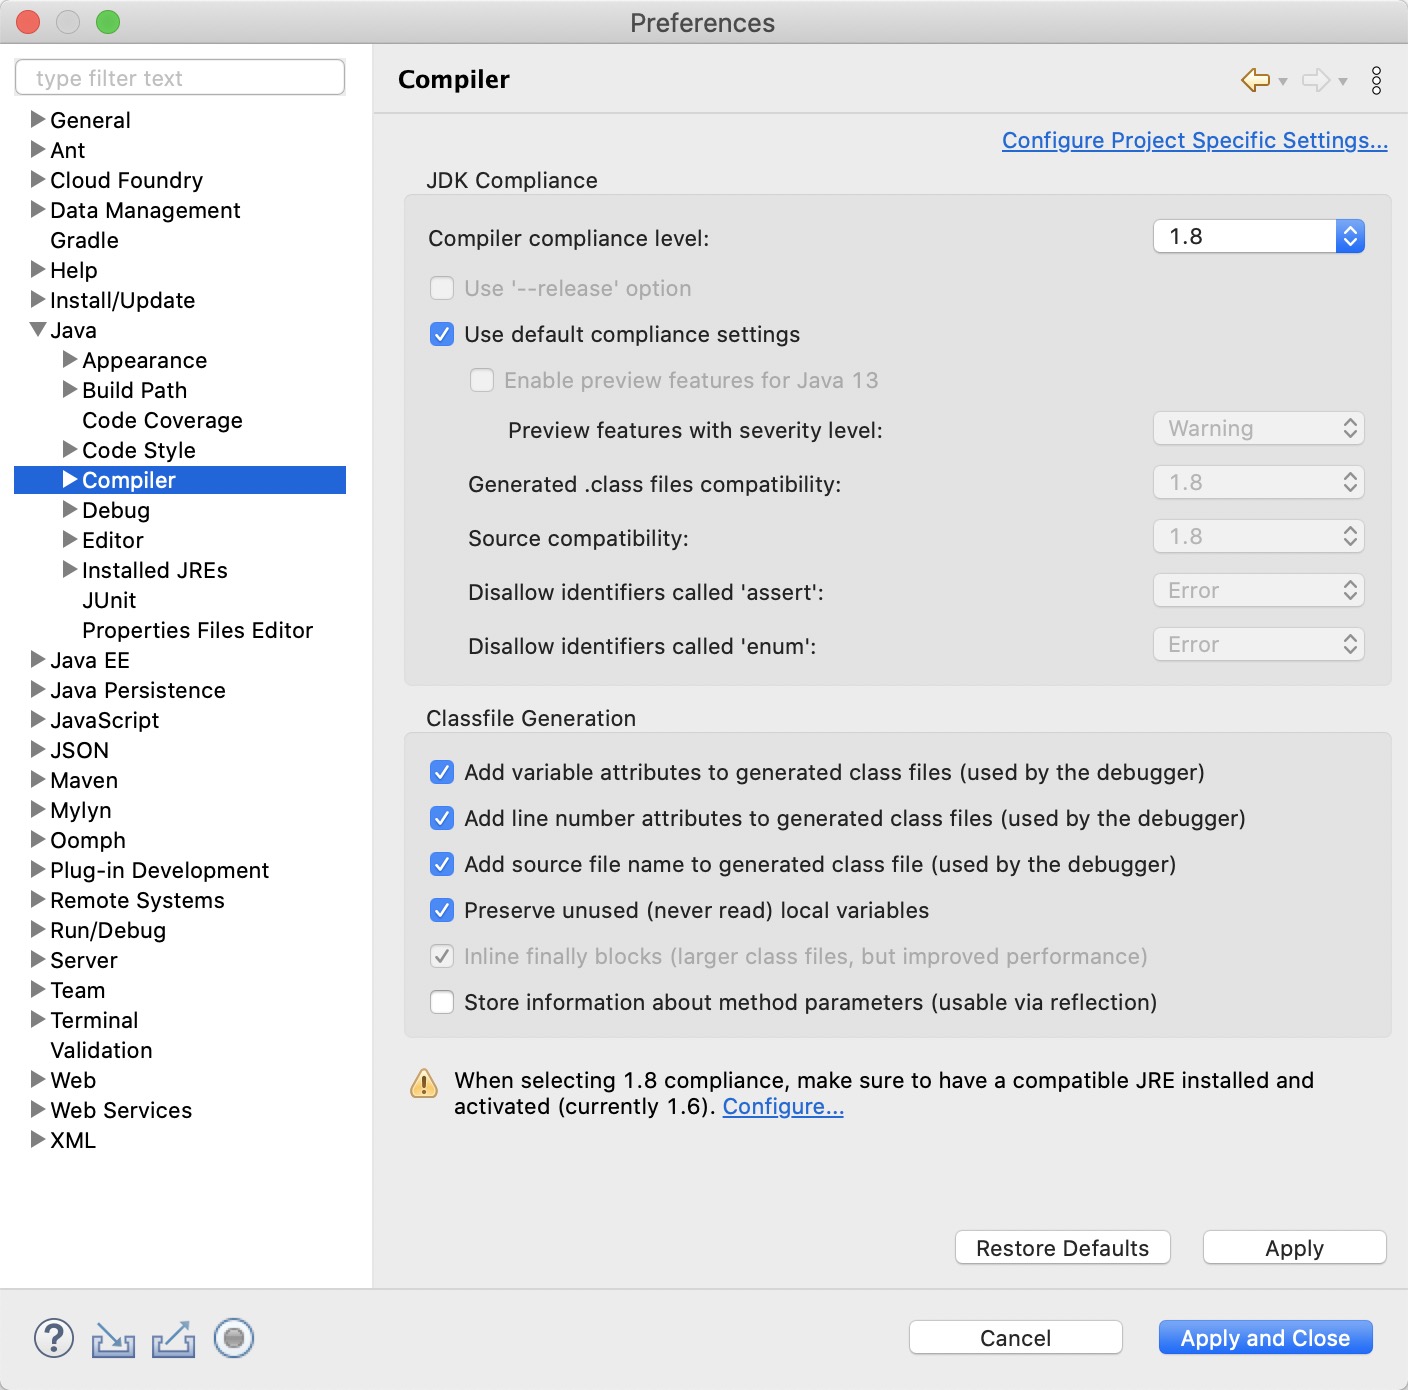 Preferences
type filter text
General
Ant
Cloud Foundry
Data Management
Gradle
Help
Install/Update
Java
Appearance
Build Path
Code Coverage
Code Style
Compiler
Debug
Editor
Installed JREs
JUnit
Properties Files Editor
Java EE
Java Persistence
JavaScript
JSON
Maven
Mylyn
Oomph
Plug-in Development
Remote Systems
Run/Debug
Server
Team
Terminal
Validation
Web
Web Services
XML
Compiler
Configure Project Specific Settings...
JDK Compliance
Compiler compliance level: 1.8
Use '--release' option
Use default compliance settings
Enable preview features for Java 13
Preview features with severity level: Warning
Generated .class files compatibility: 1.8
Source compatibility: 1.8
Disallow identifiers called 'assert': Error
Disallow identifiers called 'enum': Error
Classfile Generation
Add variable attributes to generated class files (used by the debugger)
Add line number attributes to generated class files (used by the debugger)
Add source file name to generated class file (used by the debugger)
Preserve unused (never read) local variables
Inline finally blocks (larger class files, but improved performance)
Store information about method parameters (usable via reflection)
When selecting 1.8 compliance, make sure to have a compatible JRE installed and
activated (currently 1.6). Configure...
Restore Defaults Apply
? Cancel Apply and Close